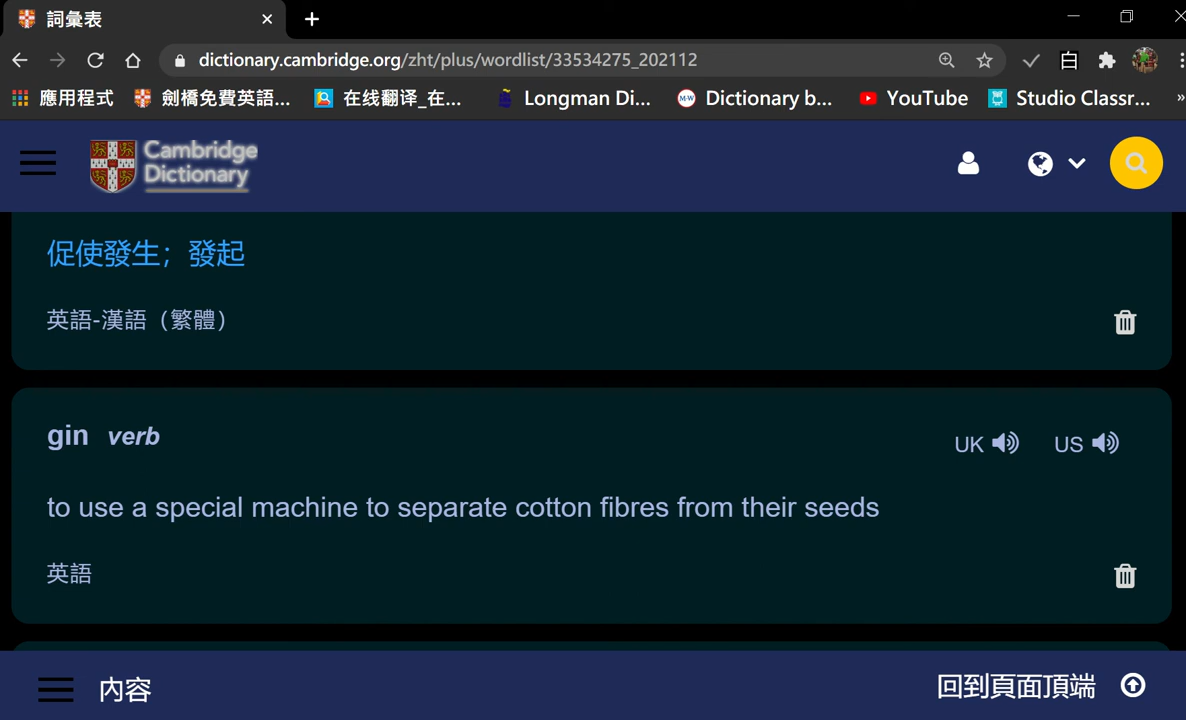 詞彙表
dictionary.cambridge.org/zht/plus/wordlist/33534275_202112
白
應用程式 劍橋免費英語... 在线翻译_在... Longman Di... M-W Dictionary b... YouTube Studio Classr... »
Cambridge
Dictionary
促使發生；發起
英語-漢語（繁體）
gin verb UK US
to use a special machine to separate cotton fibres from their seeds
英語
內容 回到頁面頂端